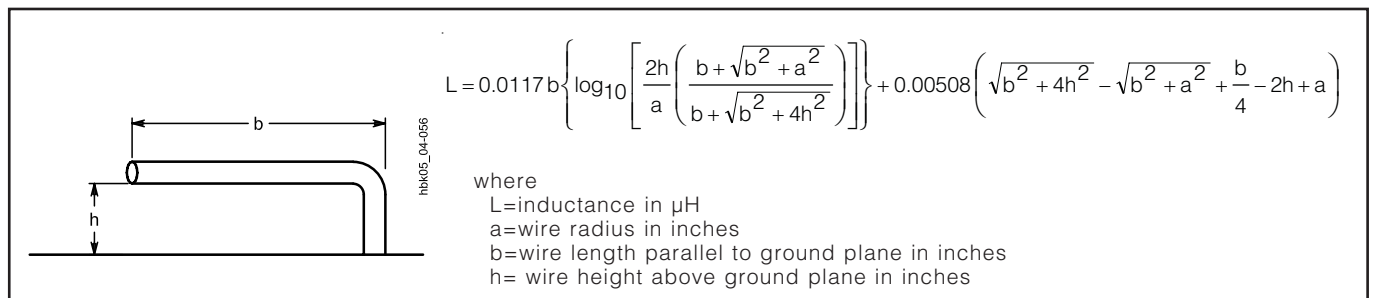 L = 0.0117 b { log10 [ 2h/a ( (b + √(b² + a²)) / (b + √(b² + 4h²)) ) ] } + 0.00508 ( √(b² + 4h²) − √(b² + a²) + b/4 − 2h + a )
b
h
hbk05_04-056
where
L=inductance in µH
a=wire radius in inches
b=wire length parallel to ground plane in inches
h= wire height above ground plane in inches